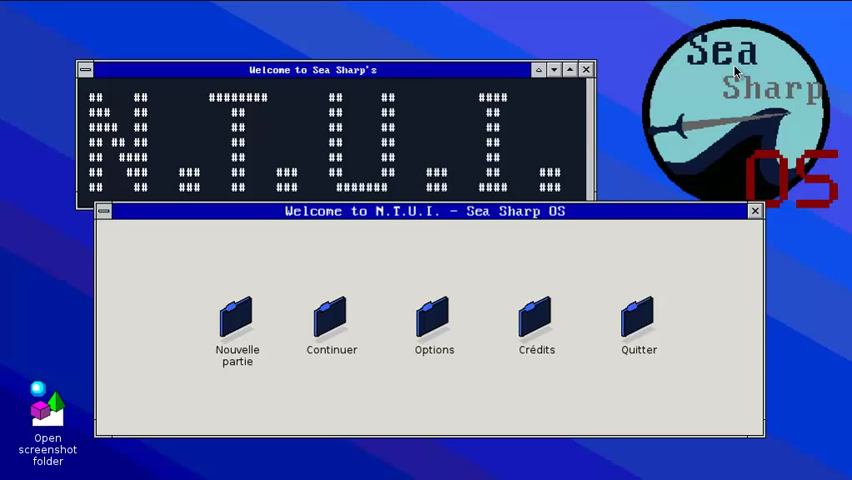 Sea
Sharp
OS
Welcome to Sea Sharp's
N.T.U.I.
Welcome to N.T.U.I. - Sea Sharp OS
Nouvelle
partie
Continuer
Options
Crédits
Quitter
Open
screenshot
folder